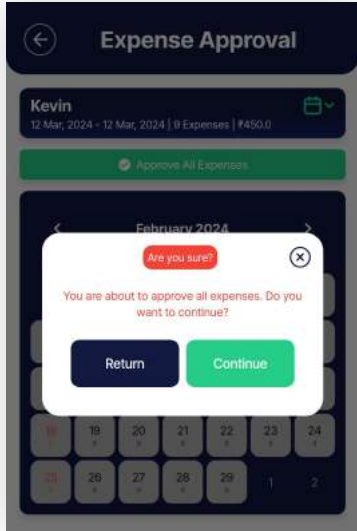 Expense Approval
Kevin
12 Mar, 2024 - 12 Mar, 2024 | 9 Expenses | ₹450.0
Approve All Expenses
February 2024
Are you sure?
You are about to approve all expenses. Do you
want to continue?
Return
Continue
18 19 20 21 22 23 24
25 26 27 28 29 1 2